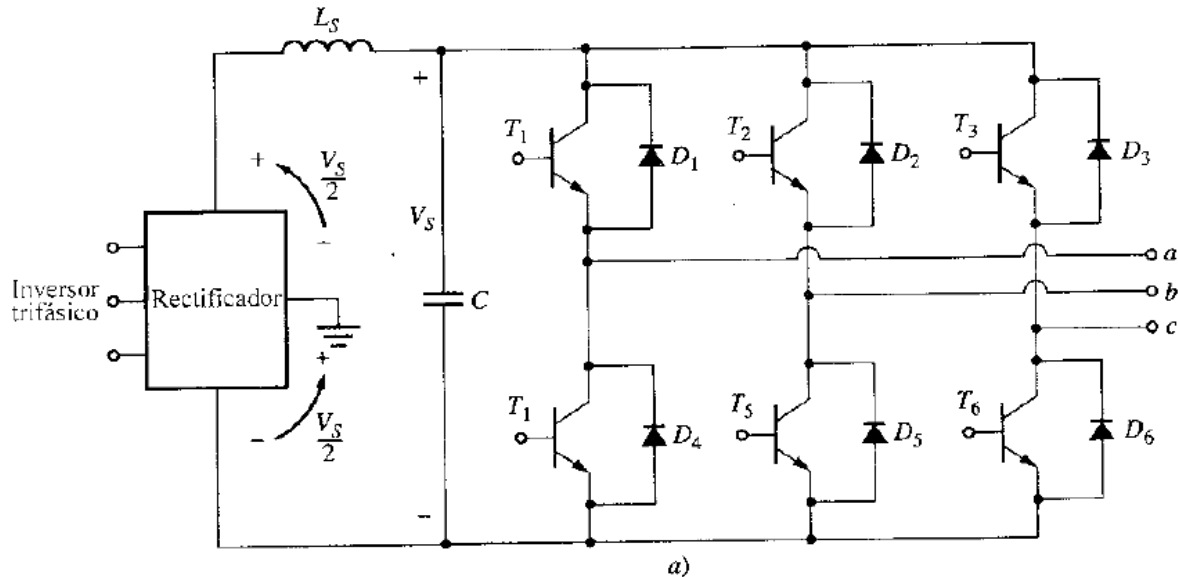 L_S
+
T_1
D_1
T_2
D_2
T_3
D_3
+
V_S/2
−
V_S
a
b
c
Inversor
trifásico
Rectificador
C
+
V_S/2
−
T_1
D_4
T_5
D_5
T_6
D_6
−
a)